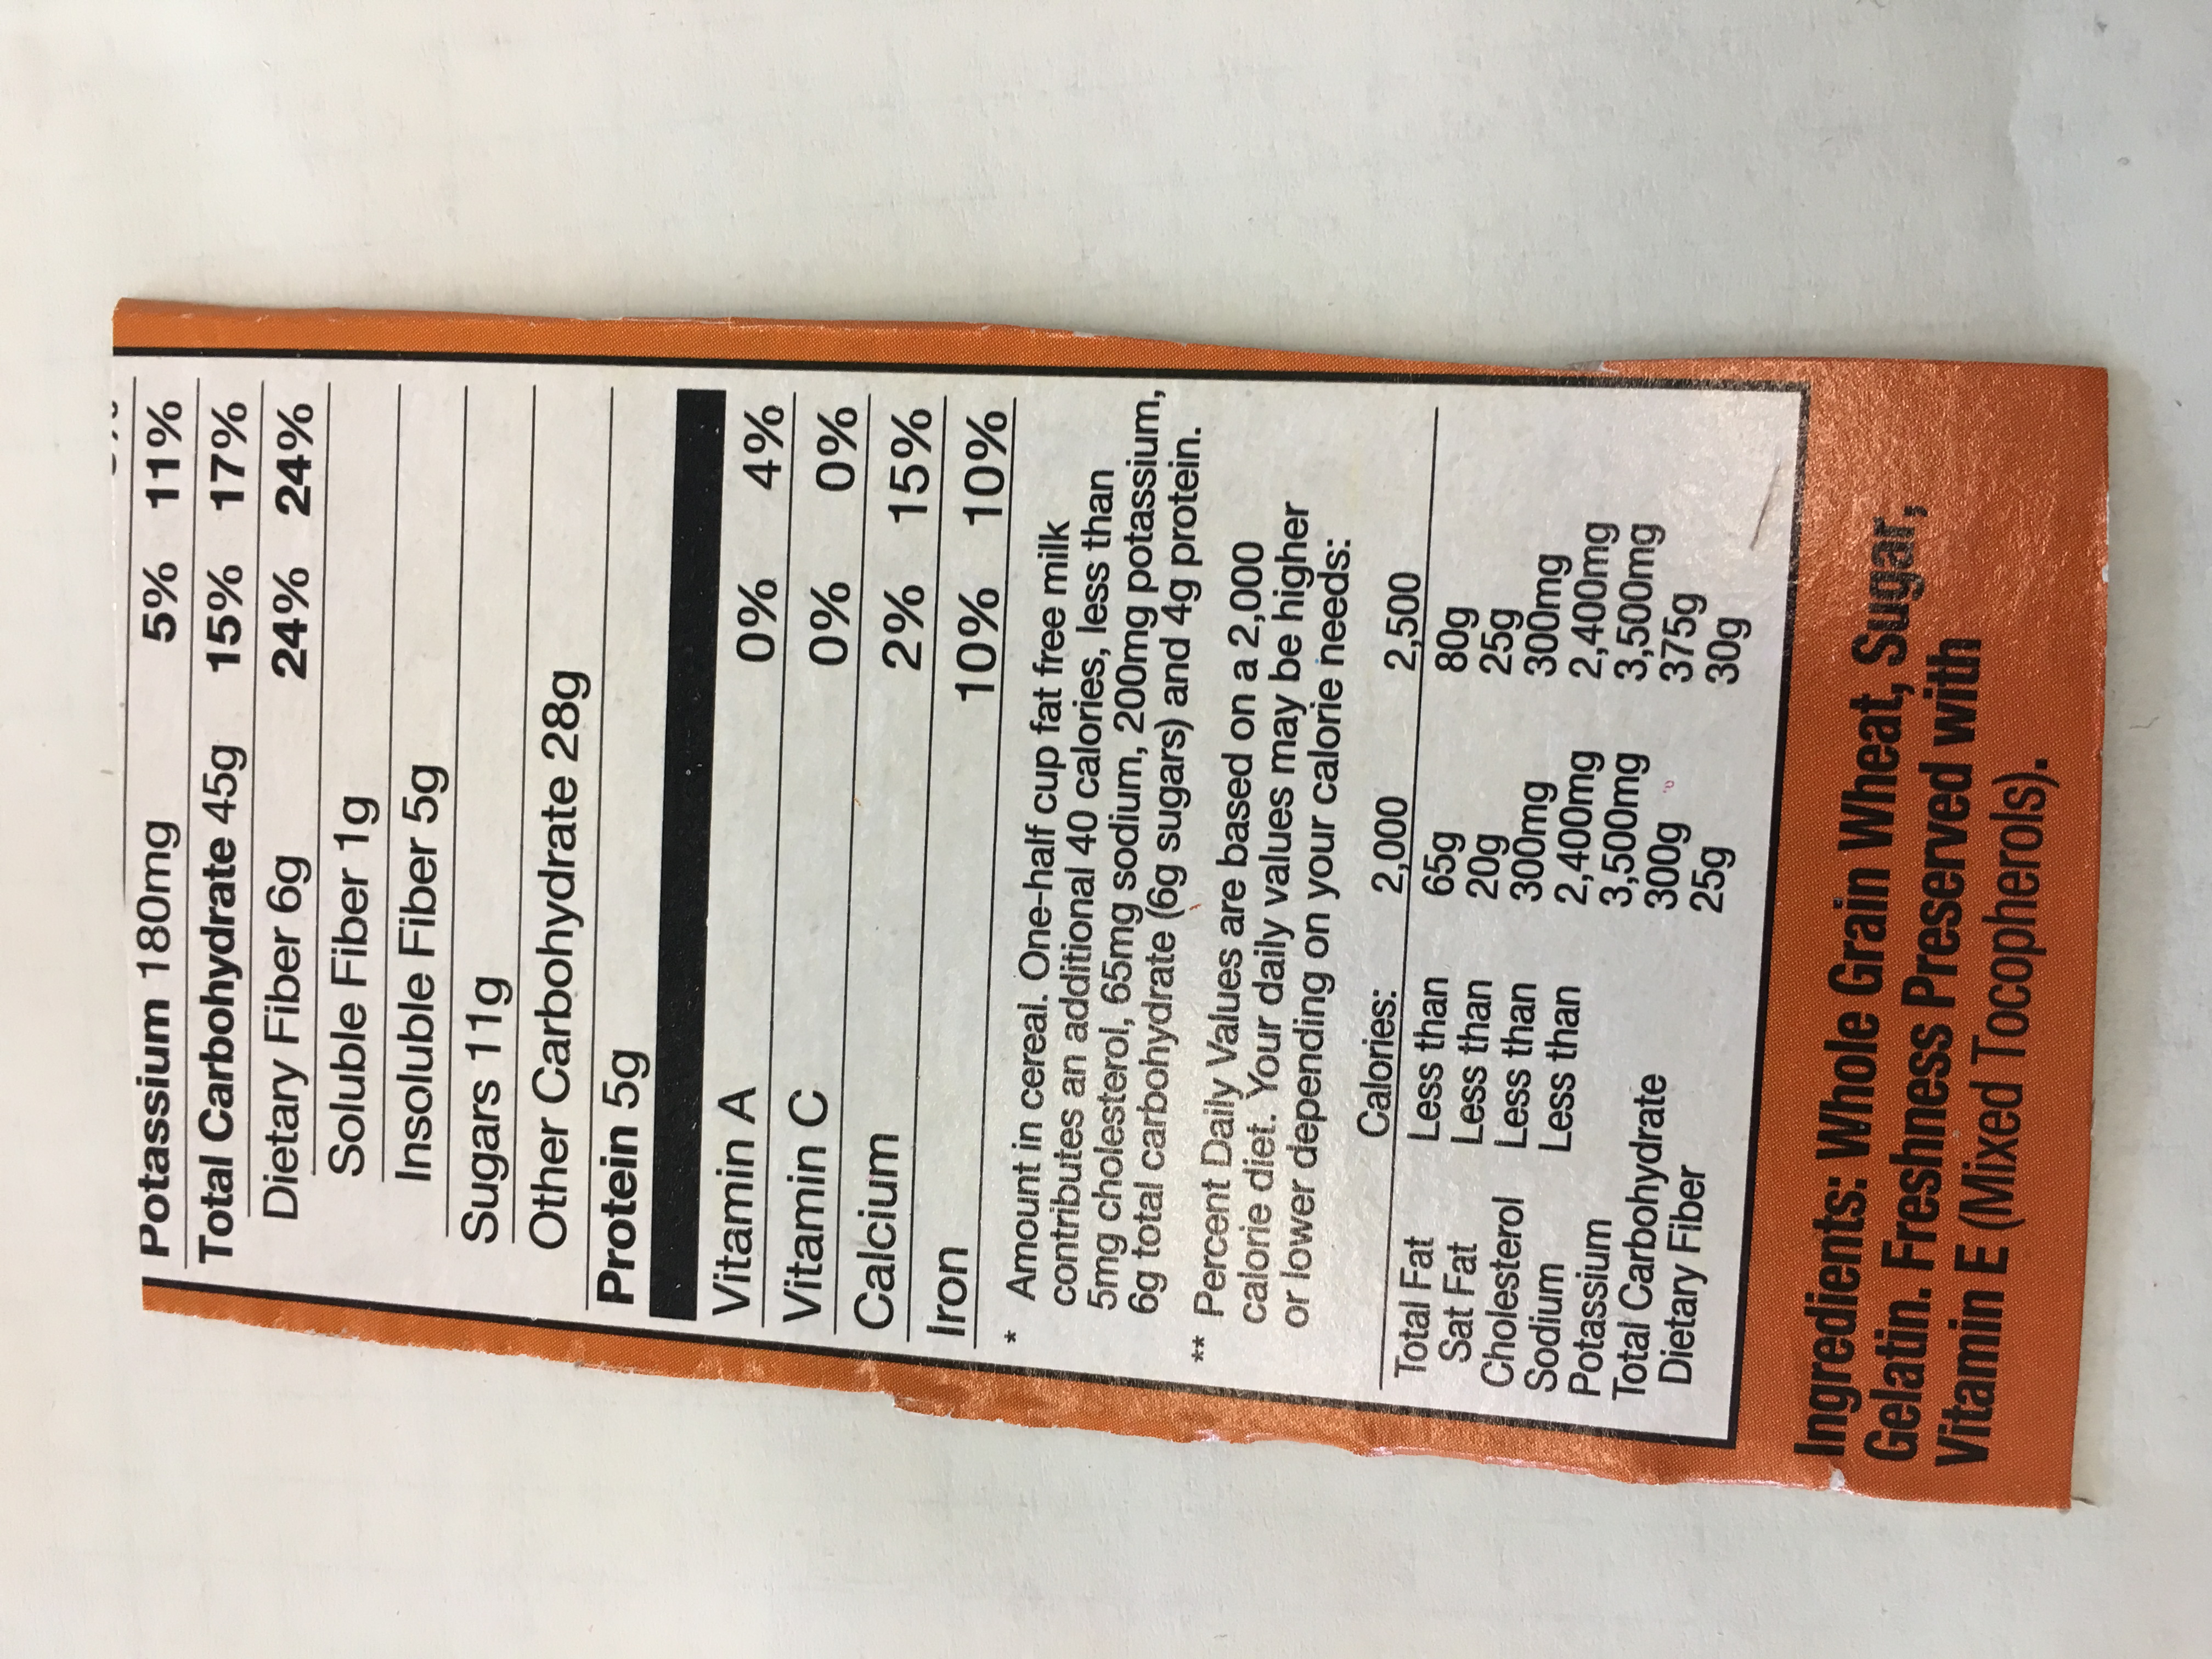 Potassium 180mg 5% 11%
Total Carbohydrate 45g 15% 17%
Dietary Fiber 6g 24% 24%
Soluble Fiber 1g
Insoluble Fiber 5g
Sugars 11g
Other Carbohydrate 28g
Protein 5g
Vitamin A 0% 4%
Vitamin C 0% 0%
Calcium 2% 15%
Iron 10% 10%
* Amount in cereal. One-half cup fat free milk
contributes an additional 40 calories, less than
5mg cholesterol, 65mg sodium, 200mg potassium,
6g total carbohydrate (6g sugars) and 4g protein.
** Percent Daily Values are based on a 2,000
calorie diet. Your daily values may be higher
or lower depending on your calorie needs:
Calories: 2,000 2,500
Total Fat Less than 65g 80g
Sat Fat Less than 20g 25g
Cholesterol Less than 300mg 300mg
Sodium Less than 2,400mg 2,400mg
Potassium 3,500mg 3,500mg
Total Carbohydrate 300g 375g
Dietary Fiber 25g 30g
Ingredients: Whole Grain Wheat, Sugar,
Gelatin. Freshness Preserved with
Vitamin E (Mixed Tocopherols).